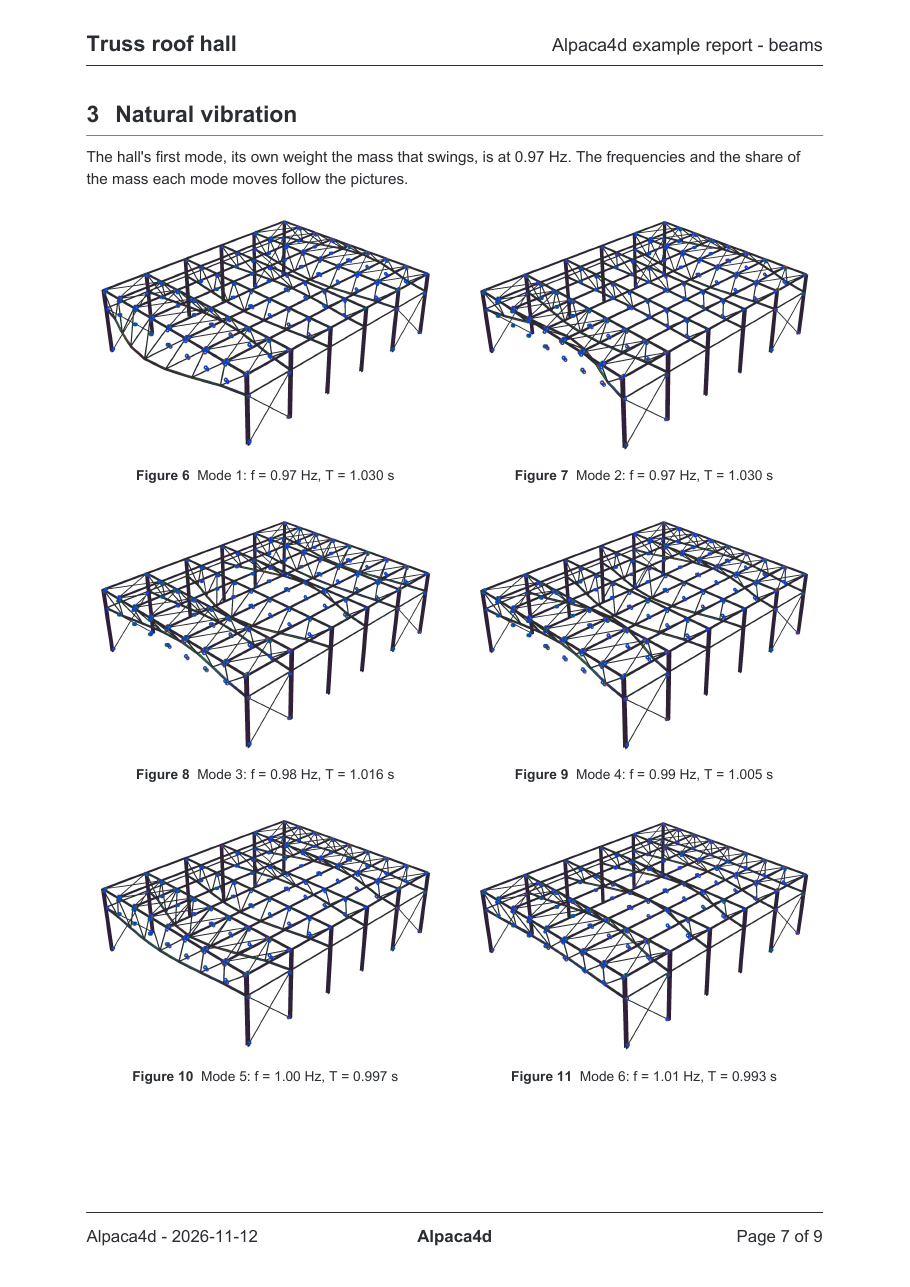 Truss roof hall
Alpaca4d example report - beams
3 Natural vibration
The hall's first mode, its own weight the mass that swings, is at 0.97 Hz. The frequencies and the share of
the mass each mode moves follow the pictures.
Figure 6 Mode 1: f = 0.97 Hz, T = 1.030 s
Figure 7 Mode 2: f = 0.97 Hz, T = 1.030 s
Figure 8 Mode 3: f = 0.98 Hz, T = 1.016 s
Figure 9 Mode 4: f = 0.99 Hz, T = 1.005 s
Figure 10 Mode 5: f = 1.00 Hz, T = 0.997 s
Figure 11 Mode 6: f = 1.01 Hz, T = 0.993 s
Alpaca4d - 2026-11-12
Alpaca4d
Page 7 of 9